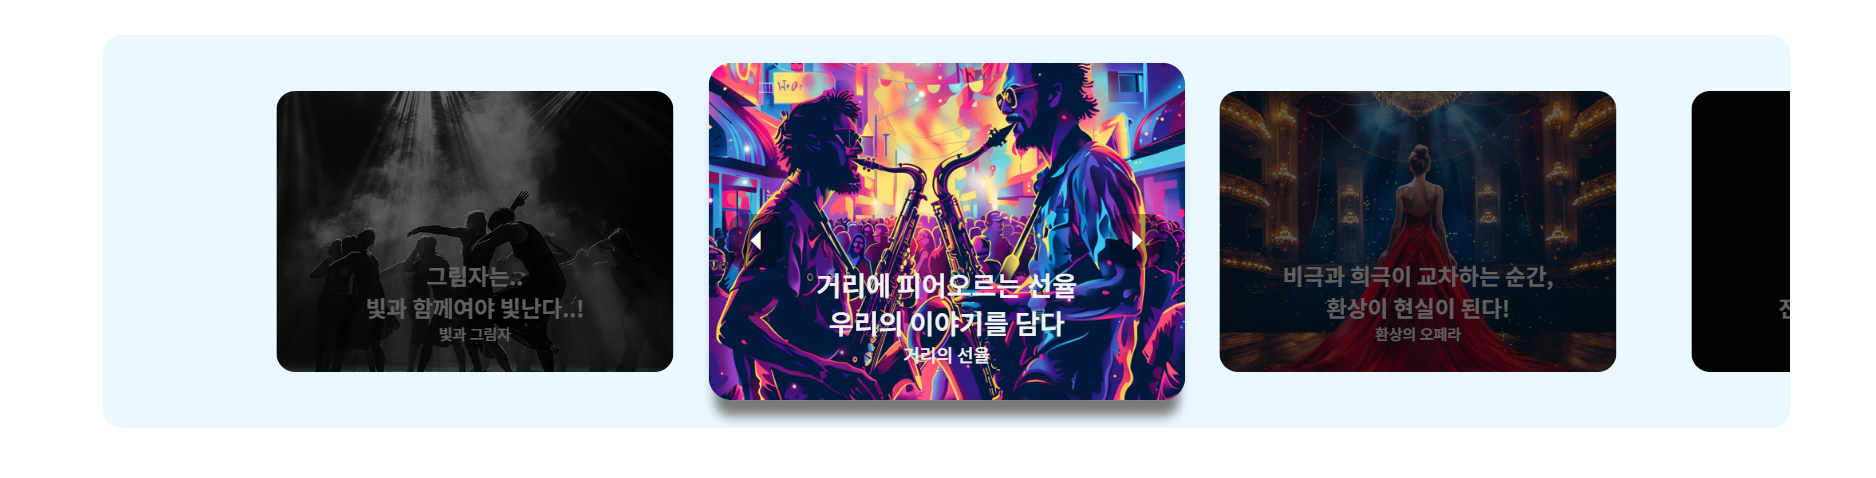 그림자는..
빛과 함께여야 빛난다..!
빛과 그림자
거리에 피어오르는 선율
우리의 이야기를 담다
거리의 선율
비극과 희극이 교차하는 순간,
환상이 현실이 된다!
환상의 오페라